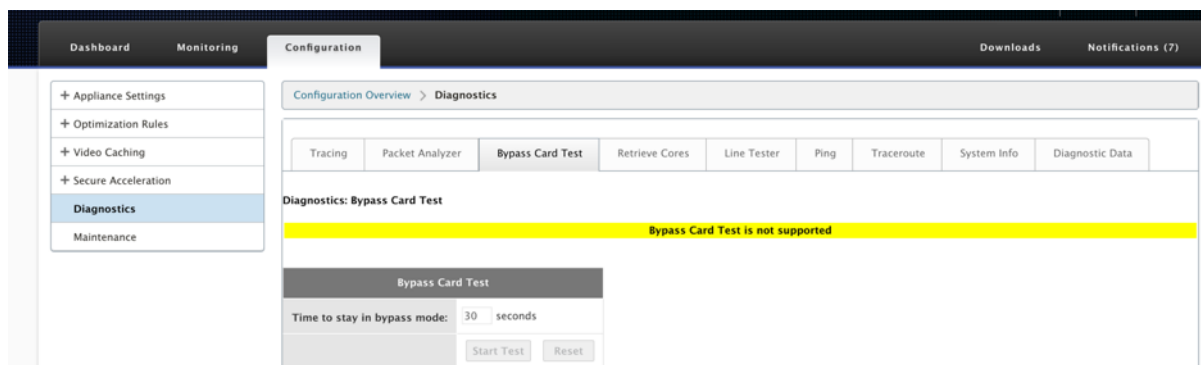 Dashboard Monitoring Configuration Downloads Notifications (7)
+ Appliance Settings
+ Optimization Rules
+ Video Caching
+ Secure Acceleration
Diagnostics
Maintenance
Configuration Overview > Diagnostics
Tracing Packet Analyzer Bypass Card Test Retrieve Cores Line Tester Ping Traceroute System Info Diagnostic Data
Diagnostics: Bypass Card Test
Bypass Card Test is not supported
Bypass Card Test
Time to stay in bypass mode: 30 seconds
Start Test Reset